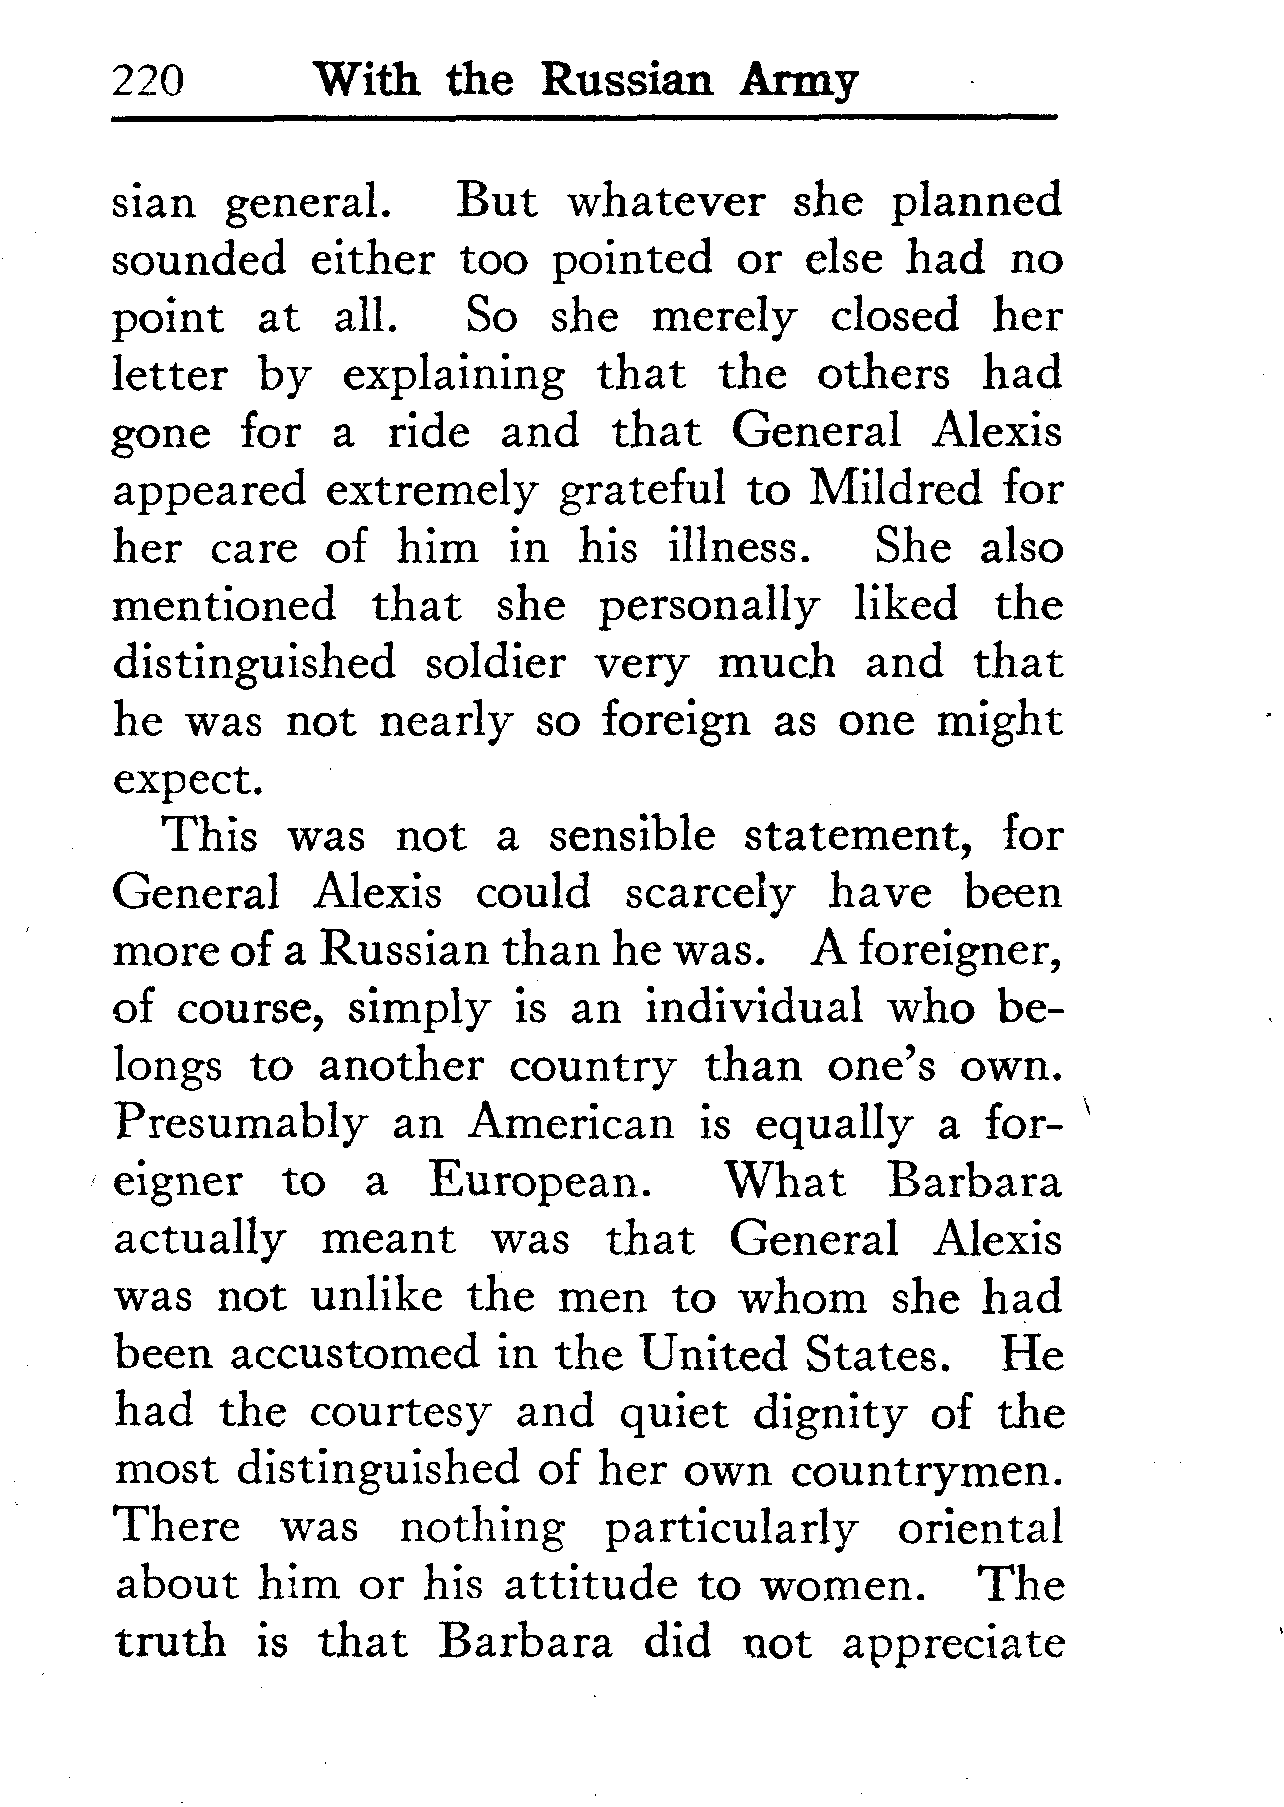 220 With the Russian Army
sian general. But whatever she planned
sounded either too pointed or else had no
point at all. So she merely closed her
letter by explaining that the others had
gone for a ride and that General Alexis
appeared extremely grateful to Mildred for
her care of him in his illness. She also
mentioned that she personally liked the
distinguished soldier very much and that
he was not nearly so foreign as one might
expect.
This was not a sensible statement, for
General Alexis could scarcely have been
more of a Russian than he was. A foreigner,
of course, simply is an individual who be-
longs to another country than one's own.
Presumably an American is equally a for-
eigner to a European. What Barbara
actually meant was that General Alexis
was not unlike the men to whom she had
been accustomed in the United States. He
had the courtesy and quiet dignity of the
most distinguished of her own countrymen.
There was nothing particularly oriental
about him or his attitude to women. The
truth is that Barbara did not appreciate